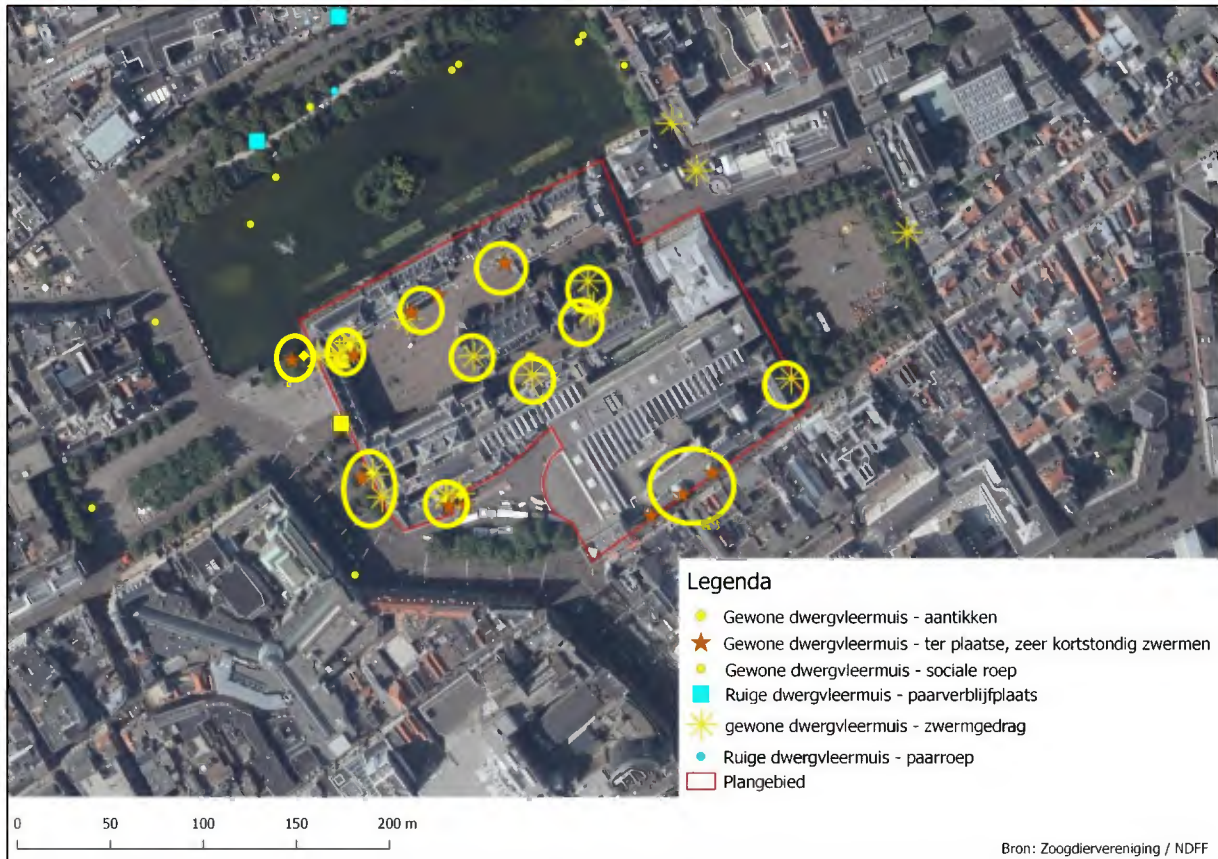 Legenda
Gewone dwergvleermuis - aantikken
Gewone dwergvleermuis - ter plaatse, zeer kortstondig zwermen
Gewone dwergvleermuis - sociale roep
Ruige dwergvleermuis - paarverblijfplaats
gewone dwergvleermuis - zwermgedrag
Ruige dwergvleermuis - paarroep
Plangebied
0 50 100 150 200 m
Bron: Zoogdiervereniging / NDFF